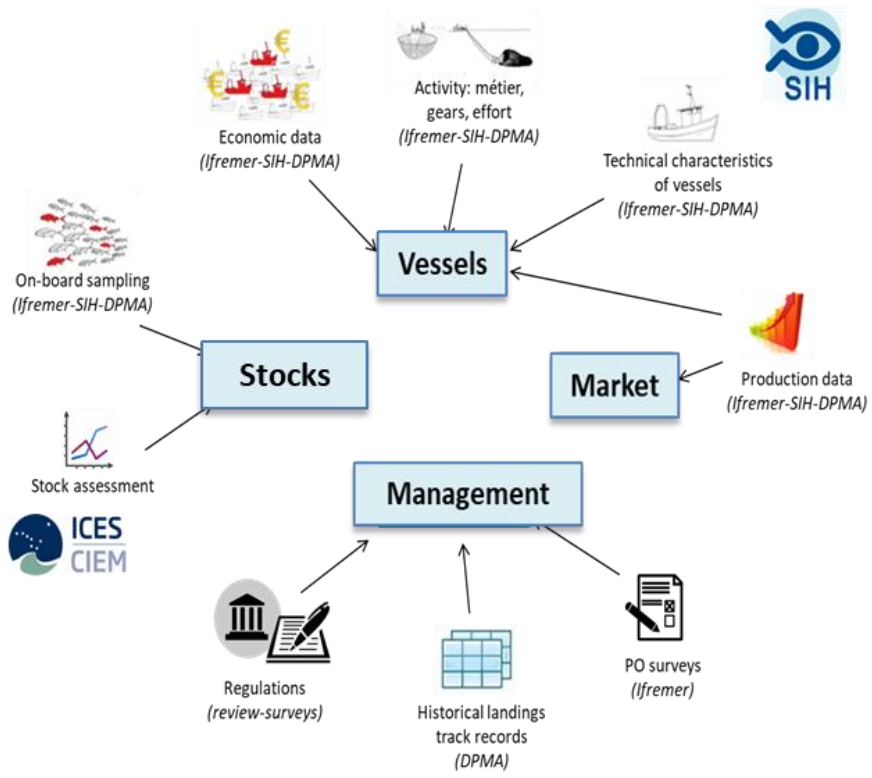 SIH
Economic data
(Ifremer-SIH-DPMA)
Activity: métier,
gears, effort
(Ifremer-SIH-DPMA)
Technical characteristics
of vessels
(Ifremer-SIH-DPMA)
On-board sampling
(Ifremer-SIH-DPMA)
Vessels
Stocks
Market
Production data
(Ifremer-SIH-DPMA)
Stock assessment
ICES
CIEM
Management
Regulations
(review-surveys)
Historical landings
track records
(DPMA)
PO surveys
(Ifremer)